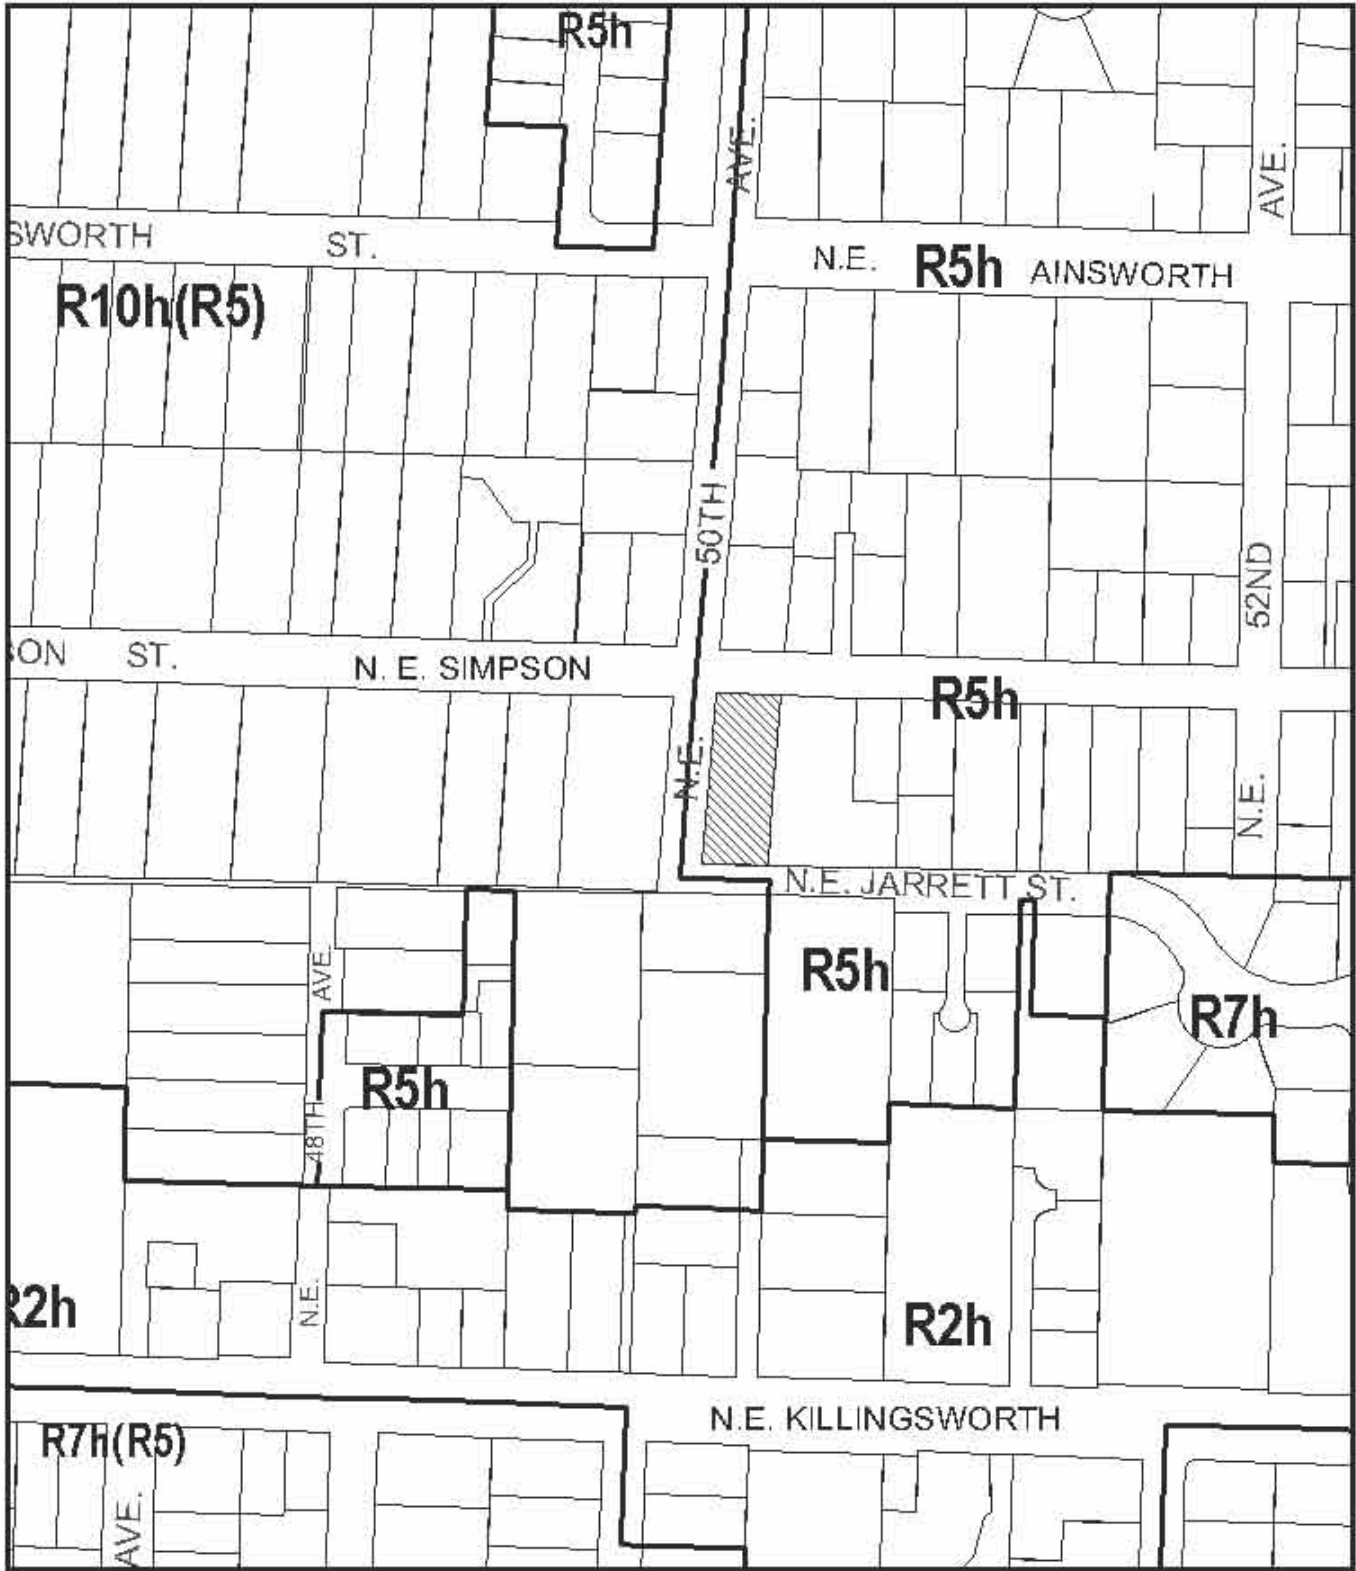 R5h
AVE.
AVE.
SWORTH ST.
N.E. R5h AINSWORTH
R10h(R5)
50TH
52ND
SON ST. N. E. SIMPSON
R5h
N.E.
N.E.
N.E. JARRETT ST.
AVE.
R5h
R7h
R5h
48TH
N.E.
R2h
R2h
N.E. KILLINGSWORTH
R7h(R5)
AVE.